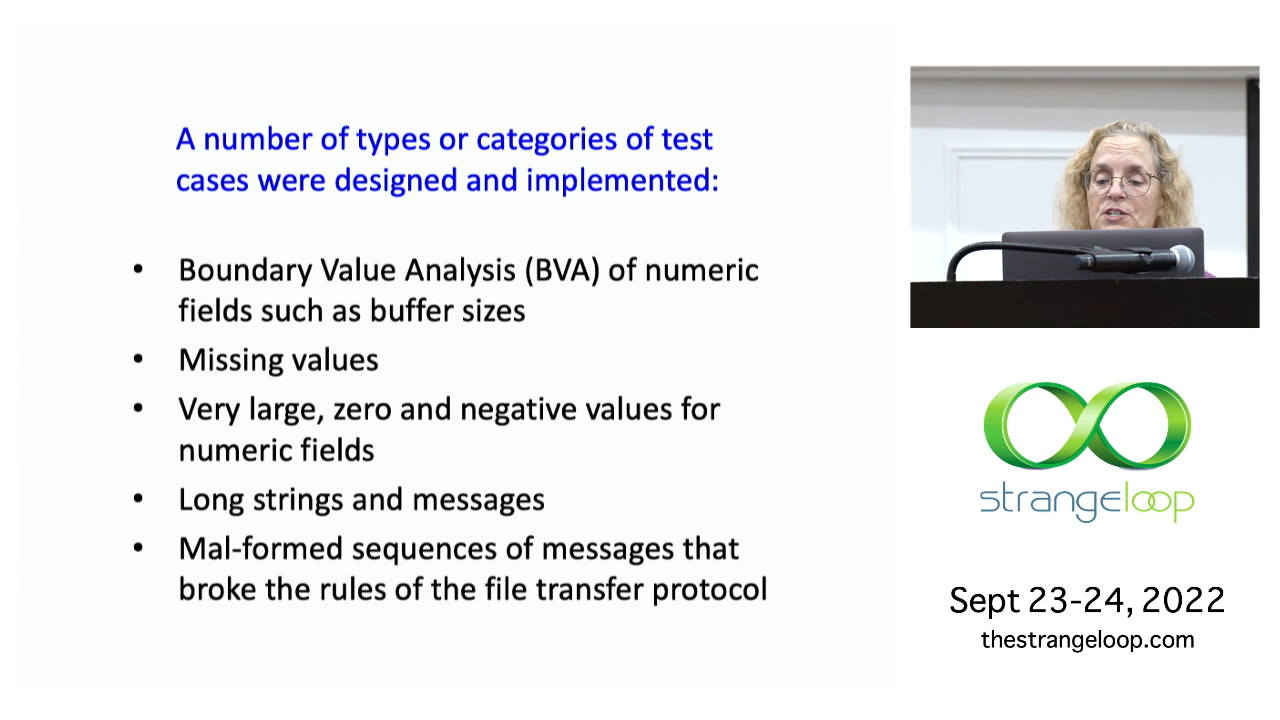 A number of types or categories of test
cases were designed and implemented:
• Boundary Value Analysis (BVA) of numeric
fields such as buffer sizes
• Missing values
• Very large, zero and negative values for
numeric fields
• Long strings and messages
• Mal-formed sequences of messages that
broke the rules of the file transfer protocol
strangeloop
Sept 23-24, 2022
thestrangeloop.com